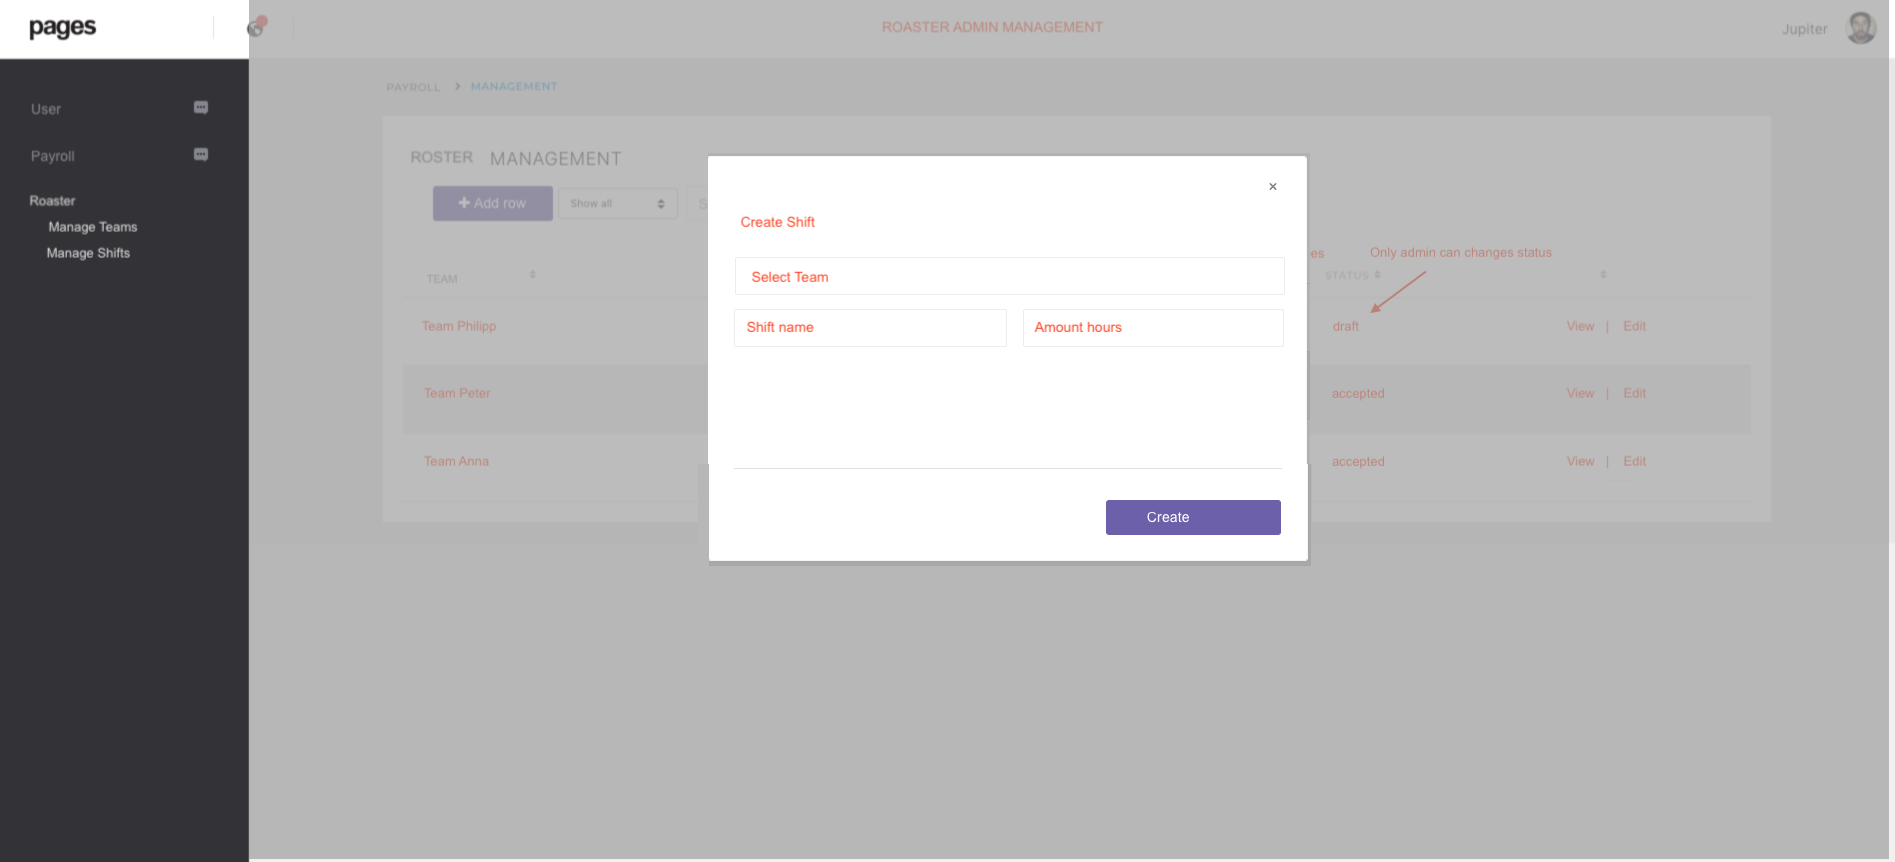 pages
ROASTER ADMIN MANAGEMENT
Jupiter
User
Payroll
Roaster
Manage Teams
Manage Shifts
PAYROLL > MANAGEMENT
ROSTER MANAGEMENT
+ Add row
Show all
S
×
Create Shift
Select Team
Shift name
Amount hours
Create
es
Only admin can changes status
TEAM
STATUS
Team Philipp
draft
View | Edit
Team Peter
accepted
View | Edit
Team Anna
accepted
View | Edit